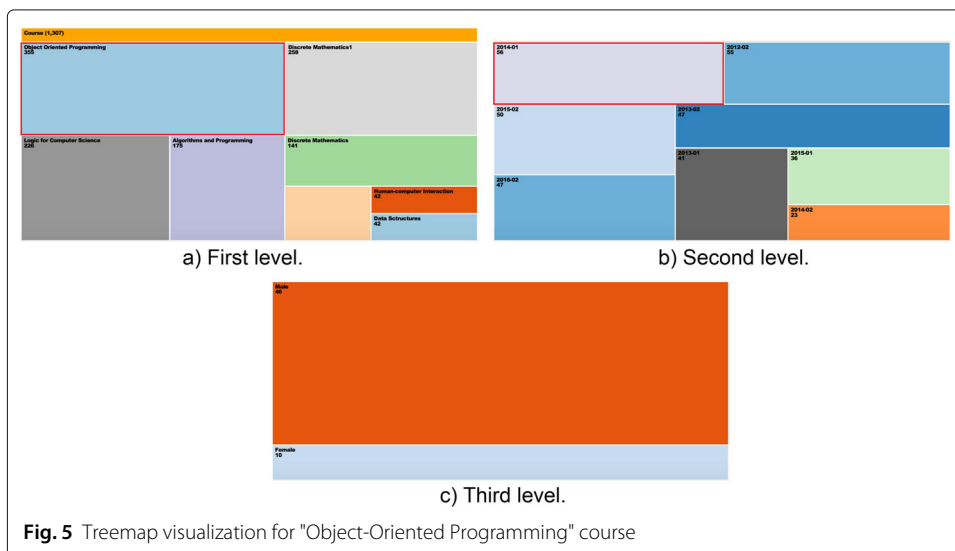 Course (1,307)
Object Oriented Programming
355
Discrete Mathematics1
258
Logic for Computer Science
226
Algorithms and Programming
175
Discrete Mathematics
141
Human-computer Interaction
42
Data Sctructures
42
a) First level.
2014-01
56
2012-02
55
2015-02
50
2013-02
47
2016-02
47
2013-01
41
2015-01
36
2014-02
23
b) Second level.
Male
46
Female
10
c) Third level.
Fig. 5 Treemap visualization for "Object-Oriented Programming" course